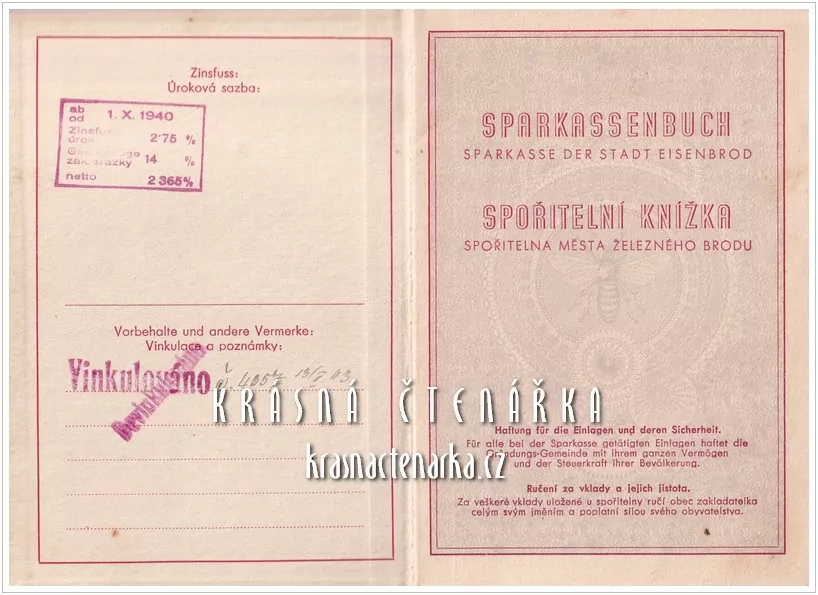 Zinsfuss:
Úroková sazba:
ab
od 1. X. 1940
Zinsfuss
úrok 2'75 %
zák. srážky 14 %
netto 2 365%
Vorbehalte und andere Vermerke:
Vinkulace a poznámky:
Vinkulováno
Devinkulováno
SPARKASSENBUCH
SPARKASSE DER STADT EISENBROD
SPOŘITELNÍ KNÍŽKA
SPOŘITELNA MĚSTA ŽELEZNÉHO BRODU
KRÁSNÁ ČTENÁŘKA
krasnactenarka.cz
Haftung für die Einlagen und deren Sicherheit.
Für alle bei der Sparkasse getätigten Einlagen haftet die
Gründungs-Gemeinde mit ihrem ganzen Vermögen
und der Steuerkraft ihrer Bevölkerung.
Ručení za vklady a jejich jistota.
Za veškeré vklady uložené u spořitelny ručí obec zakladatelka
celým svým jměním a poplatní silou svého obyvatelstva.